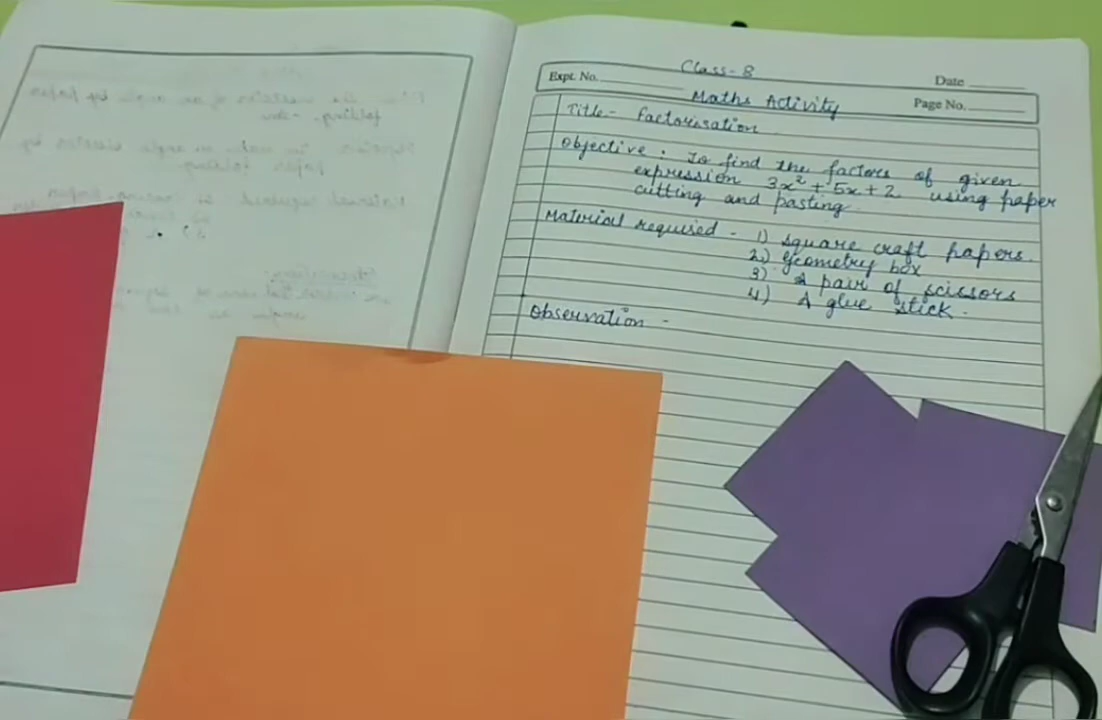 Class-8
Expt. No. Date
Maths Activity
Page No.
Title- Factorisation
Objective: To find the factors of given
expression 3x² + 5x + 2 using paper
cutting and pasting.
Material required - 1) square craft papers.
2) Geometry box
3) A pair of scissors
4) A glue stick.
Observation -